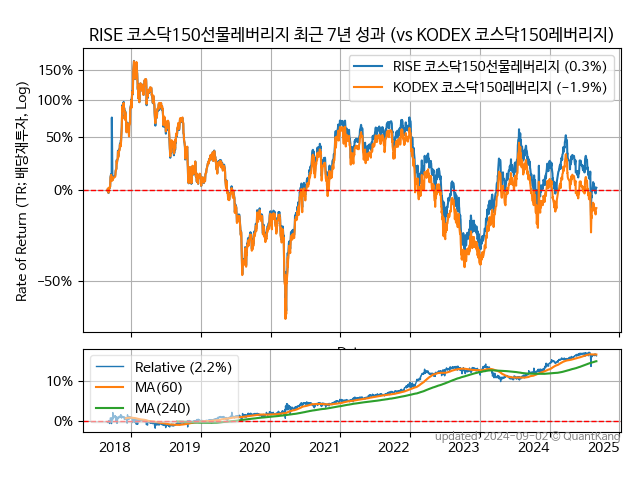 RISE 코스닥150선물레버리지 최근 7년 성과 (vs KODEX 코스닥150레버리지)
Rate of Return (TR: 배당재투자, Log)
150%
100%
50%
0%
−50%
RISE 코스닥150선물레버리지 (0.3%)
KODEX 코스닥150레버리지 (−1.9%)
10%
0%
Relative (2.2%)
MA(60)
MA(240)
updated: 2024-09-02 © QuantKang
2018 2019 2020 2021 2022 2023 2024 2025